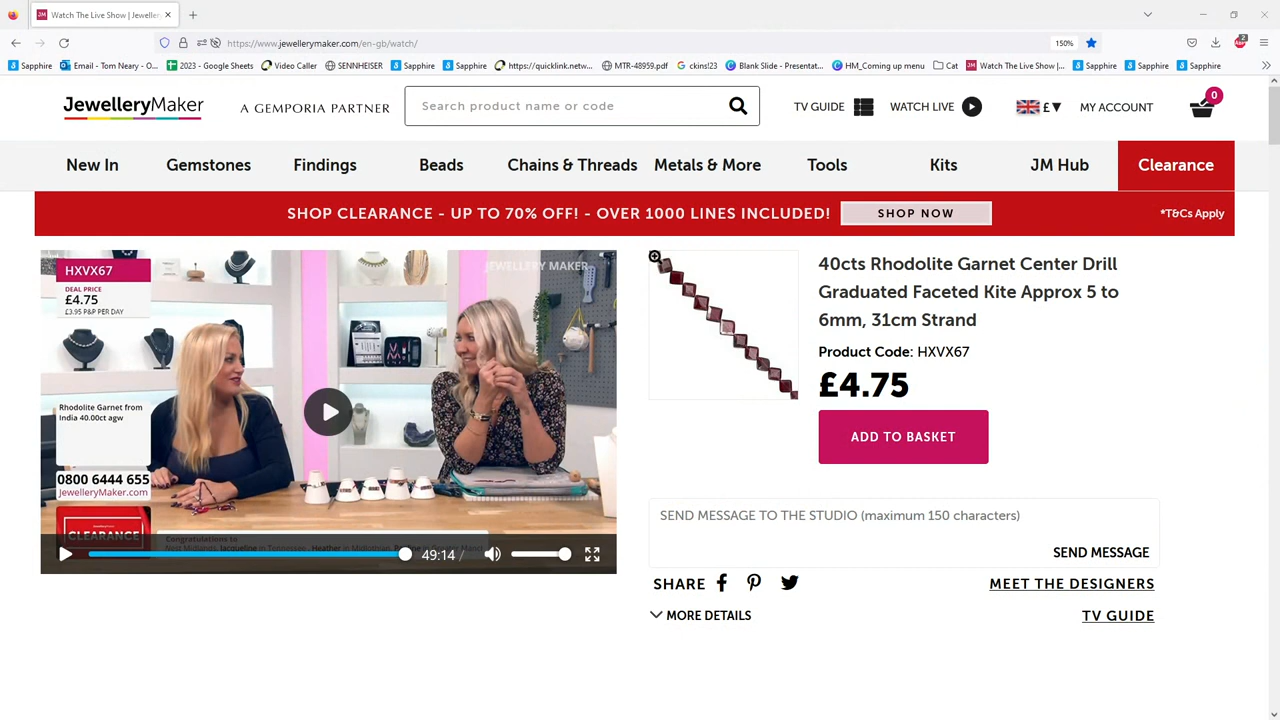 Watch The Live Show | Jeweller
https://www.jewellerymaker.com/en-gb/watch/
150%
2
Sapphire
Email - Tom Neary - O...
2023 - Google Sheets
Video Caller
SENNHEISER
Sapphire
Sapphire
https://quicklink.netw...
MTR-48959.pdf
ckins!23
Blank Slide - Presentat...
HM_Coming up menu
Cat
Watch The Live Show |...
Sapphire
Sapphire
Sapphire
JewelleryMaker
A GEMPORIA PARTNER
Search product name or code
TV GUIDE
WATCH LIVE
£▼
MY ACCOUNT
0
New In
Gemstones
Findings
Beads
Chains & Threads
Metals & More
Tools
Kits
JM Hub
Clearance
SHOP CLEARANCE - UP TO 70% OFF! - OVER 1000 LINES INCLUDED!
SHOP NOW
*T&Cs Apply
HXVX67
DEAL PRICE
£4.75
£3.95 P&P PER DAY
JEWELLERY MAKER
Rhodolite Garnet from
India 40.00ct agw
0800 6444 655
JewelleryMaker.com
CLEARANCE
Congratulations to
49:14
40cts Rhodolite Garnet Center Drill
Graduated Faceted Kite Approx 5 to
6mm, 31cm Strand
Product Code: HXVX67
£4.75
ADD TO BASKET
SEND MESSAGE TO THE STUDIO (maximum 150 characters)
SEND MESSAGE
SHARE
MEET THE DESIGNERS
MORE DETAILS
TV GUIDE